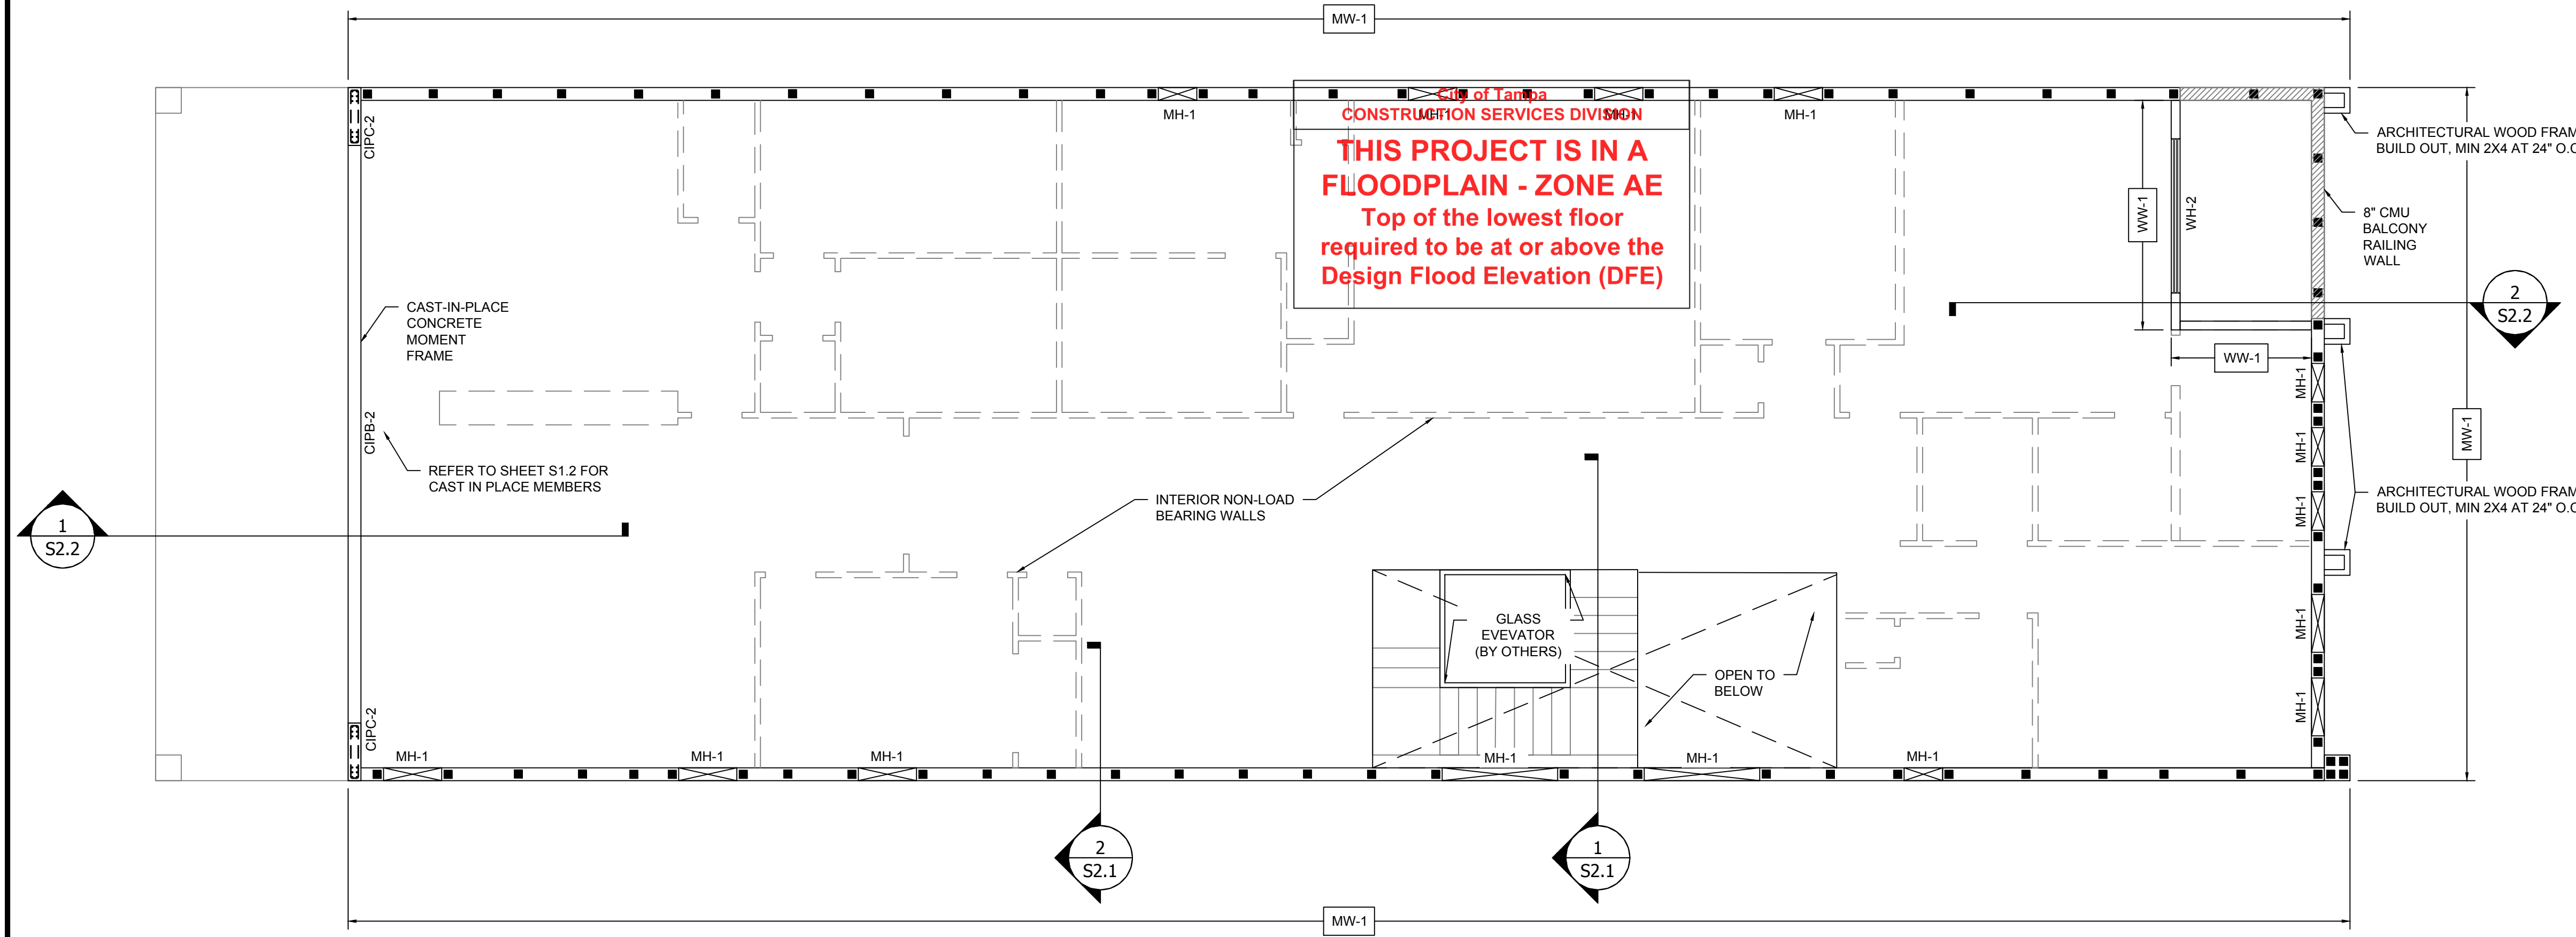 MW-1
City of Tampa
CONSTRUCTION SERVICES DIVISION
THIS PROJECT IS IN A
FLOODPLAIN - ZONE AE
Top of the lowest floor
required to be at or above the
Design Flood Elevation (DFE)
MH-1
MH-1
MH-1
MH-1
CIPC-2
CAST-IN-PLACE
CONCRETE
MOMENT
FRAME
CIPB-2
REFER TO SHEET S1.2 FOR
CAST IN PLACE MEMBERS
1
S2.2
INTERIOR NON-LOAD
BEARING WALLS
WW-1
WH-2
WW-1
ARCHITECTURAL WOOD FRAM
BUILD OUT, MIN 2X4 AT 24" O.C
8" CMU
BALCONY
RAILING
WALL
2
S2.2
MW-1
ARCHITECTURAL WOOD FRAM
BUILD OUT, MIN 2X4 AT 24" O.C
MH-1
MH-1
MH-1
MH-1
MH-1
GLASS
EVEVATOR
(BY OTHERS)
OPEN TO
BELOW
CIPC-2
MH-1
MH-1
MH-1
MH-1
MH-1
MH-1
2
S2.1
1
S2.1
MW-1